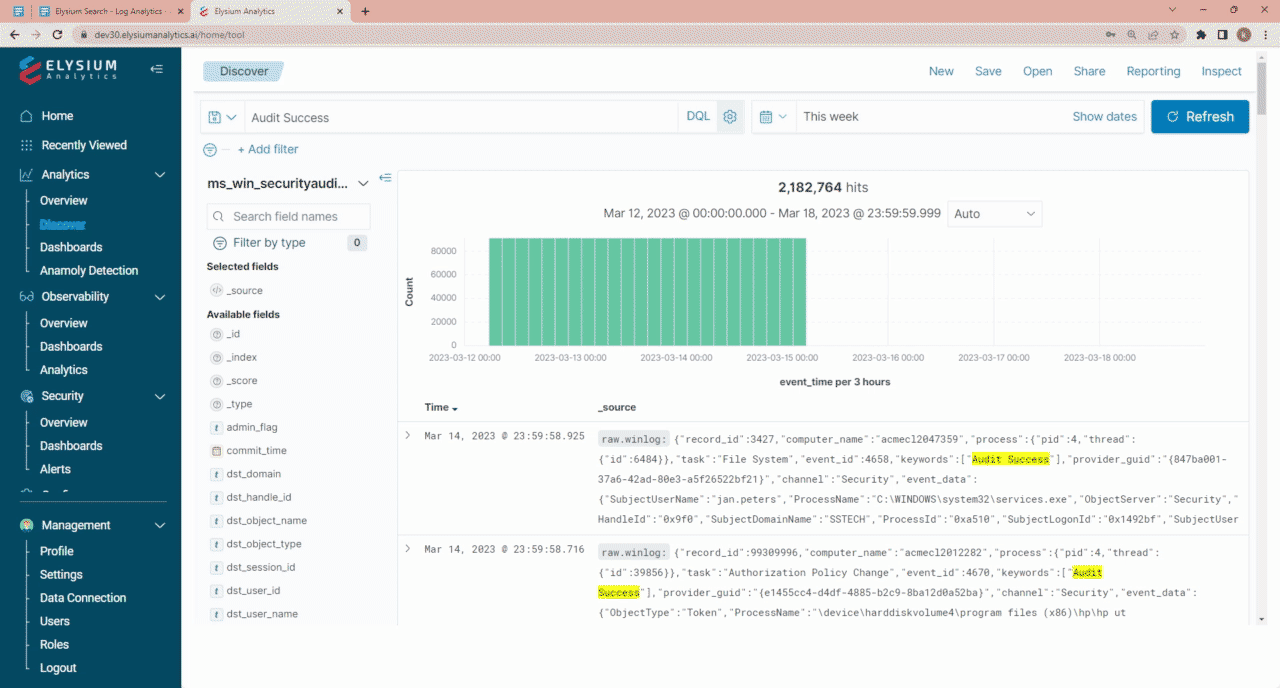 Elysium Search - Log Analytics -
Elysium Analytics
dev30.elysiumanalytics.ai/home/tool
ELYSIUM
Analytics
Home
Recently Viewed
Analytics
Overview
Discover
Dashboards
Anamoly Detection
Observability
Overview
Dashboards
Analytics
Security
Overview
Dashboards
Alerts
Management
Profile
Settings
Data Connection
Users
Roles
Logout
Discover
New Save Open Share Reporting Inspect
Audit Success DQL This week Show dates Refresh
+ Add filter
ms_win_securityaudi...
Search field names
Filter by type 0
Selected fields
_source
Available fields
_id
_index
_score
_type
admin_flag
commit_time
dst_domain
dst_handle_id
dst_object_name
dst_object_type
dst_session_id
dst_user_id
dst_user_name
2,182,764 hits
Mar 12, 2023 @ 00:00:00.000 - Mar 18, 2023 @ 23:59:59.999 Auto
Count
80000
60000
40000
20000
0
2023-03-12 00:00 2023-03-13 00:00 2023-03-14 00:00 2023-03-15 00:00 2023-03-16 00:00 2023-03-17 00:00 2023-03-18 00:00
event_time per 3 hours
Time _source
Mar 14, 2023 @ 23:59:58.925 raw.winlog: {"record_id":3427,"computer_name":"acmecl2047359","process":{"pid":4,"thread":
{"id":6484}},"task":"File System","event_id":4658,"keywords":["Audit Success"],"provider_guid":"{847ba001-
37a6-42ad-80e3-a5f26522bf21}","channel":"Security","event_data":
{"SubjectUserName":"jan.peters","ProcessName":"C:\WINDOWS\system32\services.exe","ObjectServer":"Security","
HandleId":"0x9f0","SubjectDomainName":"SSTECH","ProcessId":"0xa510","SubjectLogonId":"0x1492bf","SubjectUser
Mar 14, 2023 @ 23:59:58.716 raw.winlog: {"record_id":99309996,"computer_name":"acmecl2012282","process":{"pid":4,"thread":
{"id":39856}},"task":"Authorization Policy Change","event_id":4670,"keywords":["Audit
Success"],"provider_guid":"{e1455cc4-d4df-4885-b2c9-8ba12d0a52ba}","channel":"Security","event_data":
{"ObjectType":"Token","ProcessName":"\device\harddiskvolume4\program files (x86)\hp\hp ut